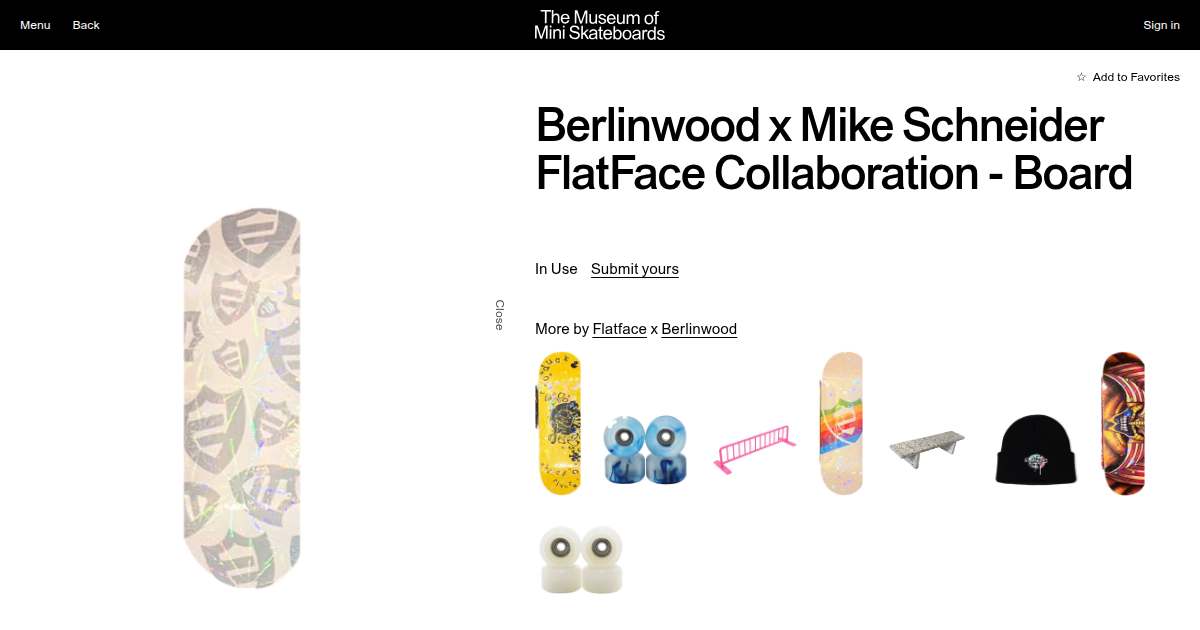 Menu Back
The Museum of
Mini Skateboards
Sign in
☆ Add to Favorites
Berlinwood x Mike Schneider
FlatFace Collaboration - Board
In Use Submit yours
Close
More by Flatface x Berlinwood